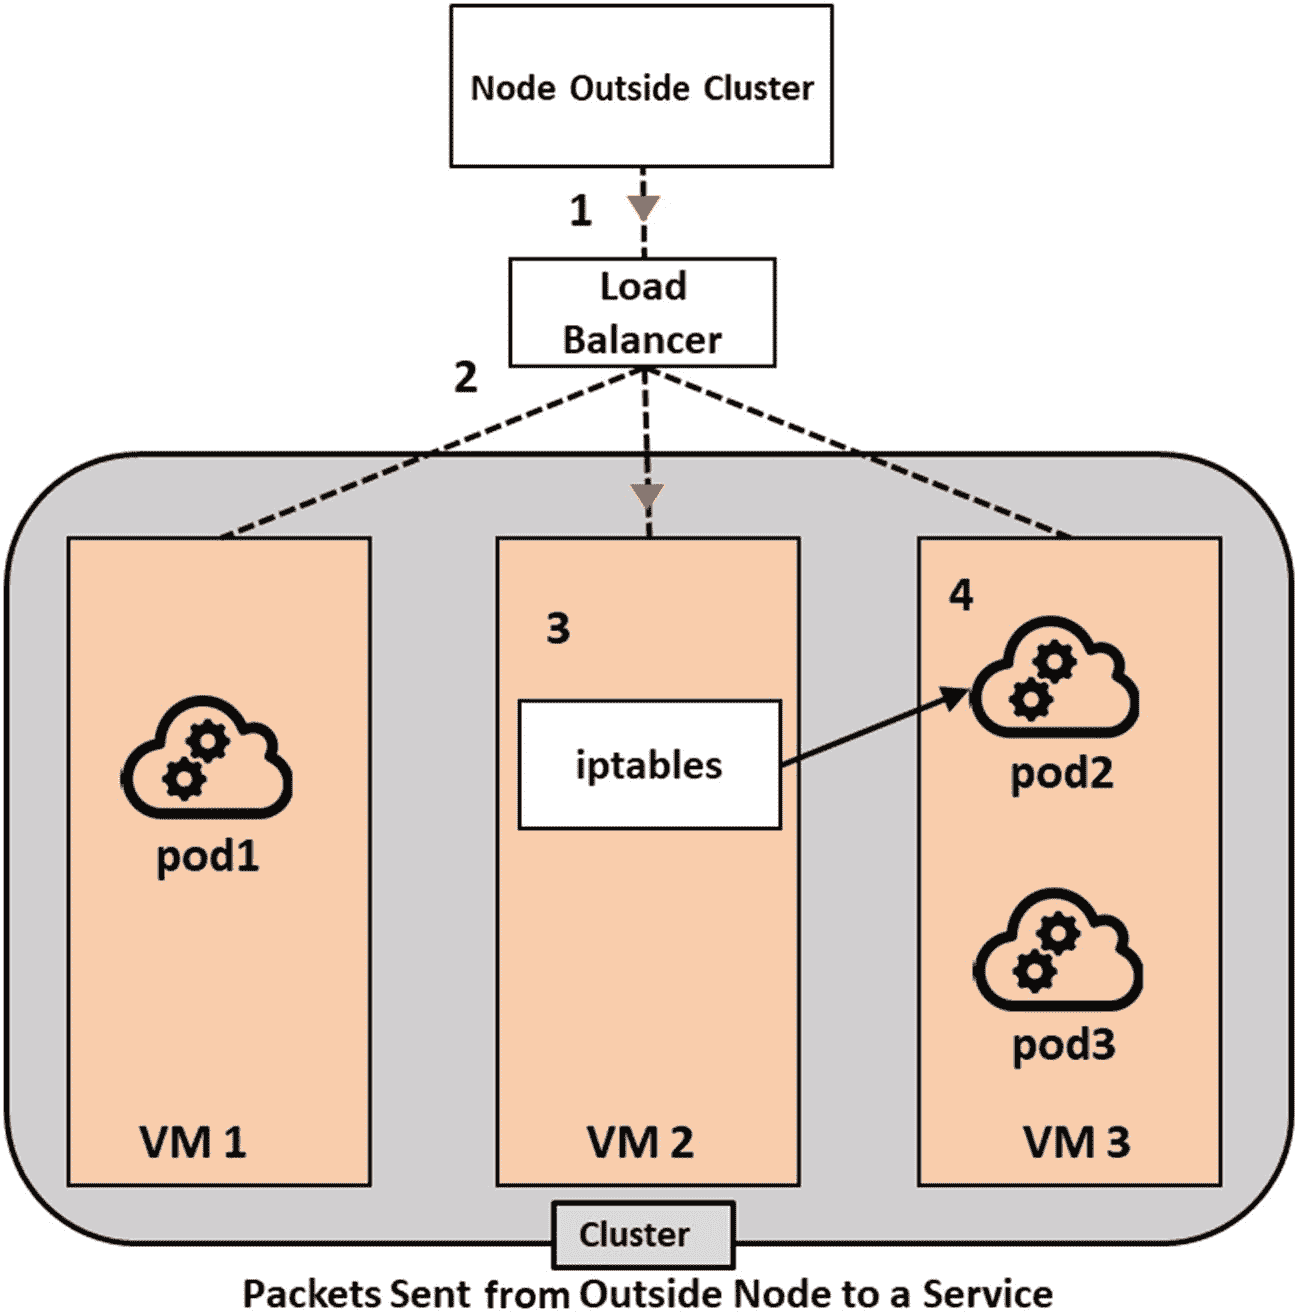 Node Outside Cluster
1
Load
Balancer
2
3
4
iptables
pod2
pod1
pod3
VM 1
VM 2
VM 3
Cluster
Packets Sent from Outside Node to a Service